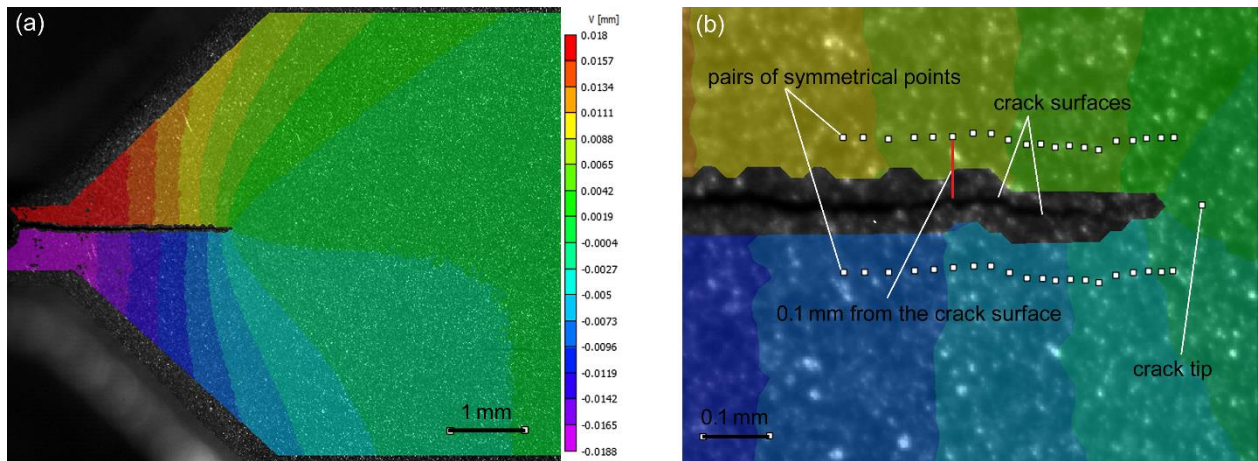 (a)
V [mm]
0.018
0.0157
0.0134
0.0111
0.0088
0.0065
0.0042
0.0019
-0.0004
-0.0027
-0.005
-0.0073
-0.0096
-0.0119
-0.0142
-0.0165
-0.0188
1 mm
(b)
pairs of symmetrical points
crack surfaces
0.1 mm from the crack surface
crack tip
0.1 mm